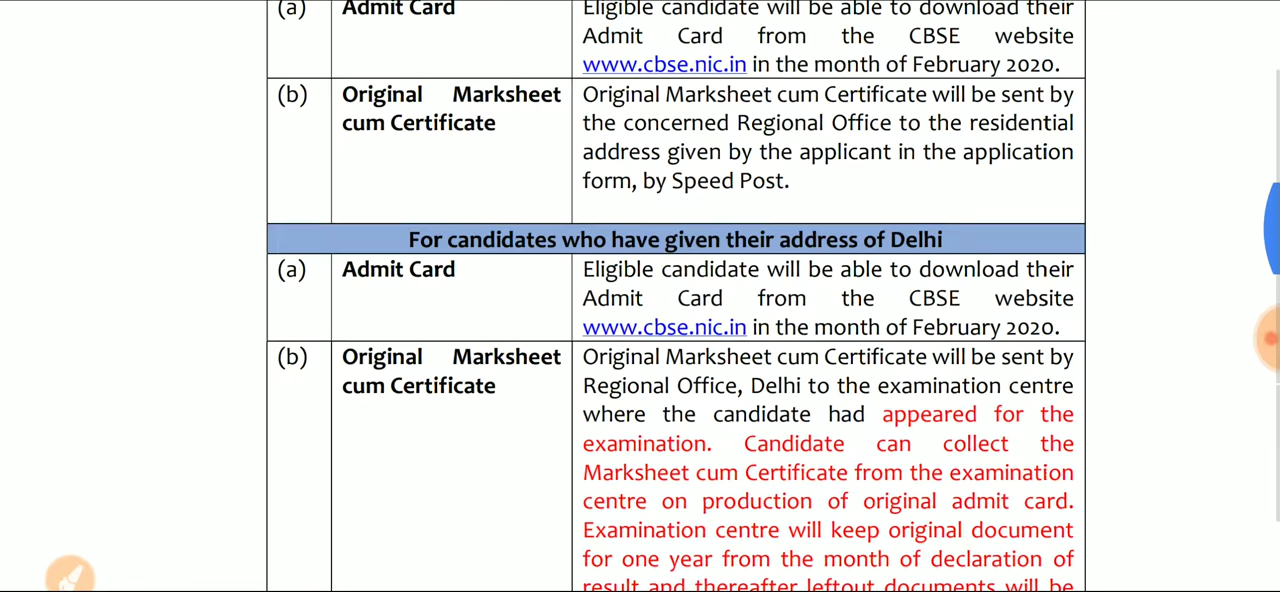 (a) Admit Card Eligible candidate will be able to download their
Admit Card from the CBSE website
www.cbse.nic.in in the month of February 2020.
(b) Original Marksheet Original Marksheet cum Certificate will be sent by
cum Certificate the concerned Regional Office to the residential
address given by the applicant in the application
form, by Speed Post.
For candidates who have given their address of Delhi
(a) Admit Card Eligible candidate will be able to download their
Admit Card from the CBSE website
www.cbse.nic.in in the month of February 2020.
(b) Original Marksheet Original Marksheet cum Certificate will be sent by
cum Certificate Regional Office, Delhi to the examination centre
where the candidate had appeared for the
examination. Candidate can collect the
Marksheet cum Certificate from the examination
centre on production of original admit card.
Examination centre will keep original document
for one year from the month of declaration of
result and thereafter leftout documents will be